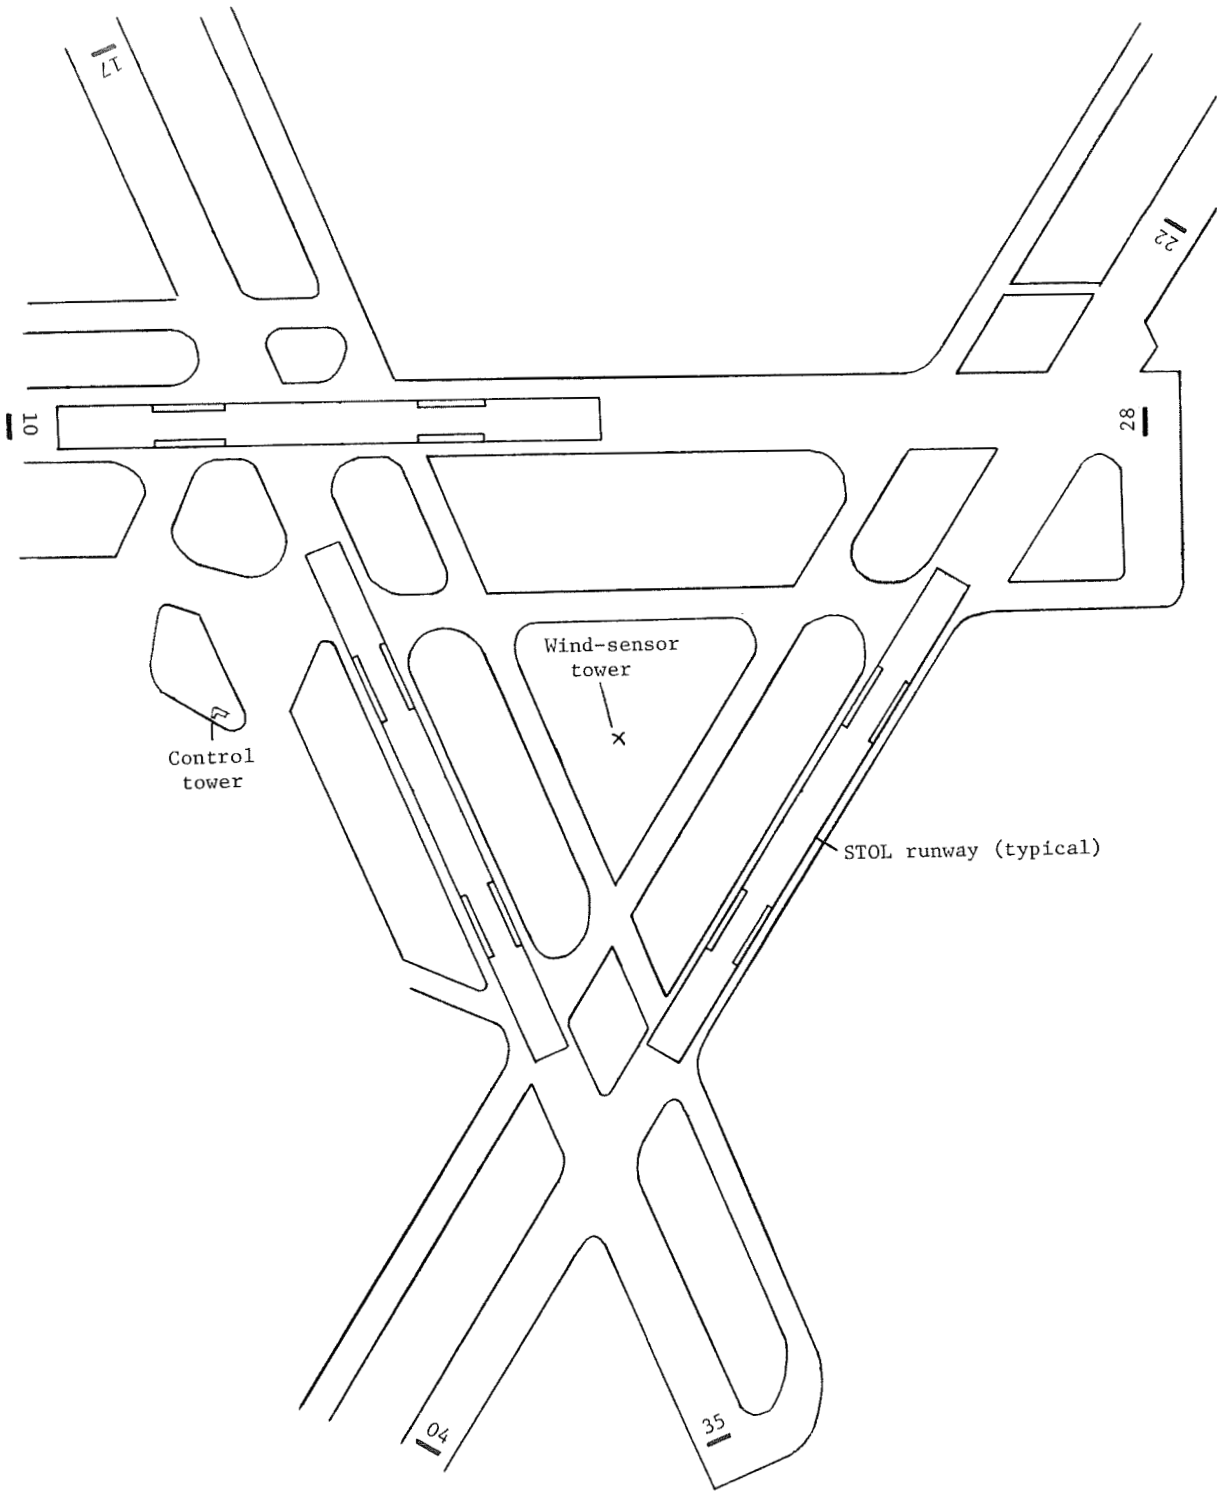 17
22
10
28
Wind-sensor
tower
Control
tower
STOL runway (typical)
04
35